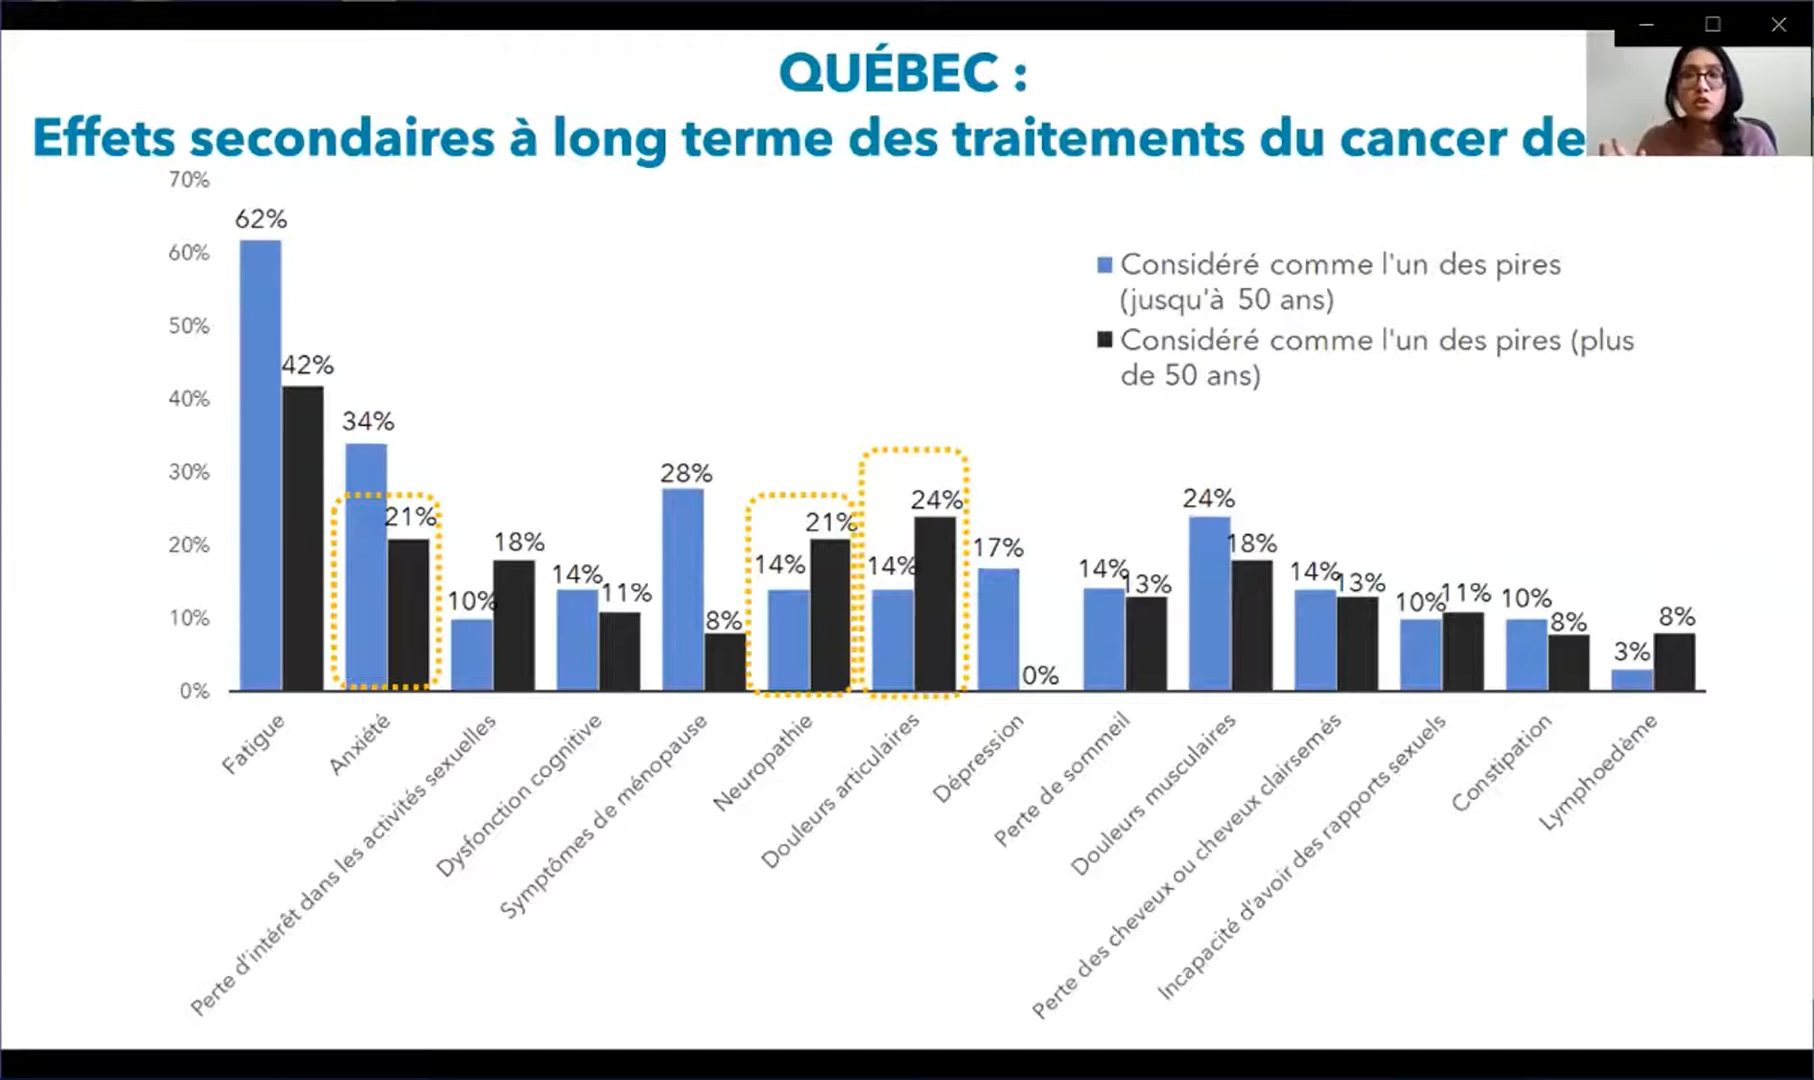 QUÉBEC :
Effets secondaires à long terme des traitements du cancer de
70%
60%
50%
40%
30%
20%
10%
0%
Considéré comme l'un des pires
(jusqu'à 50 ans)
Considéré comme l'un des pires (plus
de 50 ans)
62%
42%
34%
21%
10%
18%
14%
11%
28%
8%
14%
21%
14%
24%
17%
0%
14%
13%
24%
18%
14%
13%
10%
11%
10%
8%
3%
8%
Fatigue
Anxiété
Perte d'intérêt dans les activités sexuelles
Dysfonction cognitive
Symptômes de ménopause
Neuropathie
Douleurs articulaires
Dépression
Perte de sommeil
Douleurs musculaires
Perte des cheveux ou cheveux clairsemés
Incapacité d'avoir des rapports sexuels
Constipation
Lymphoedème